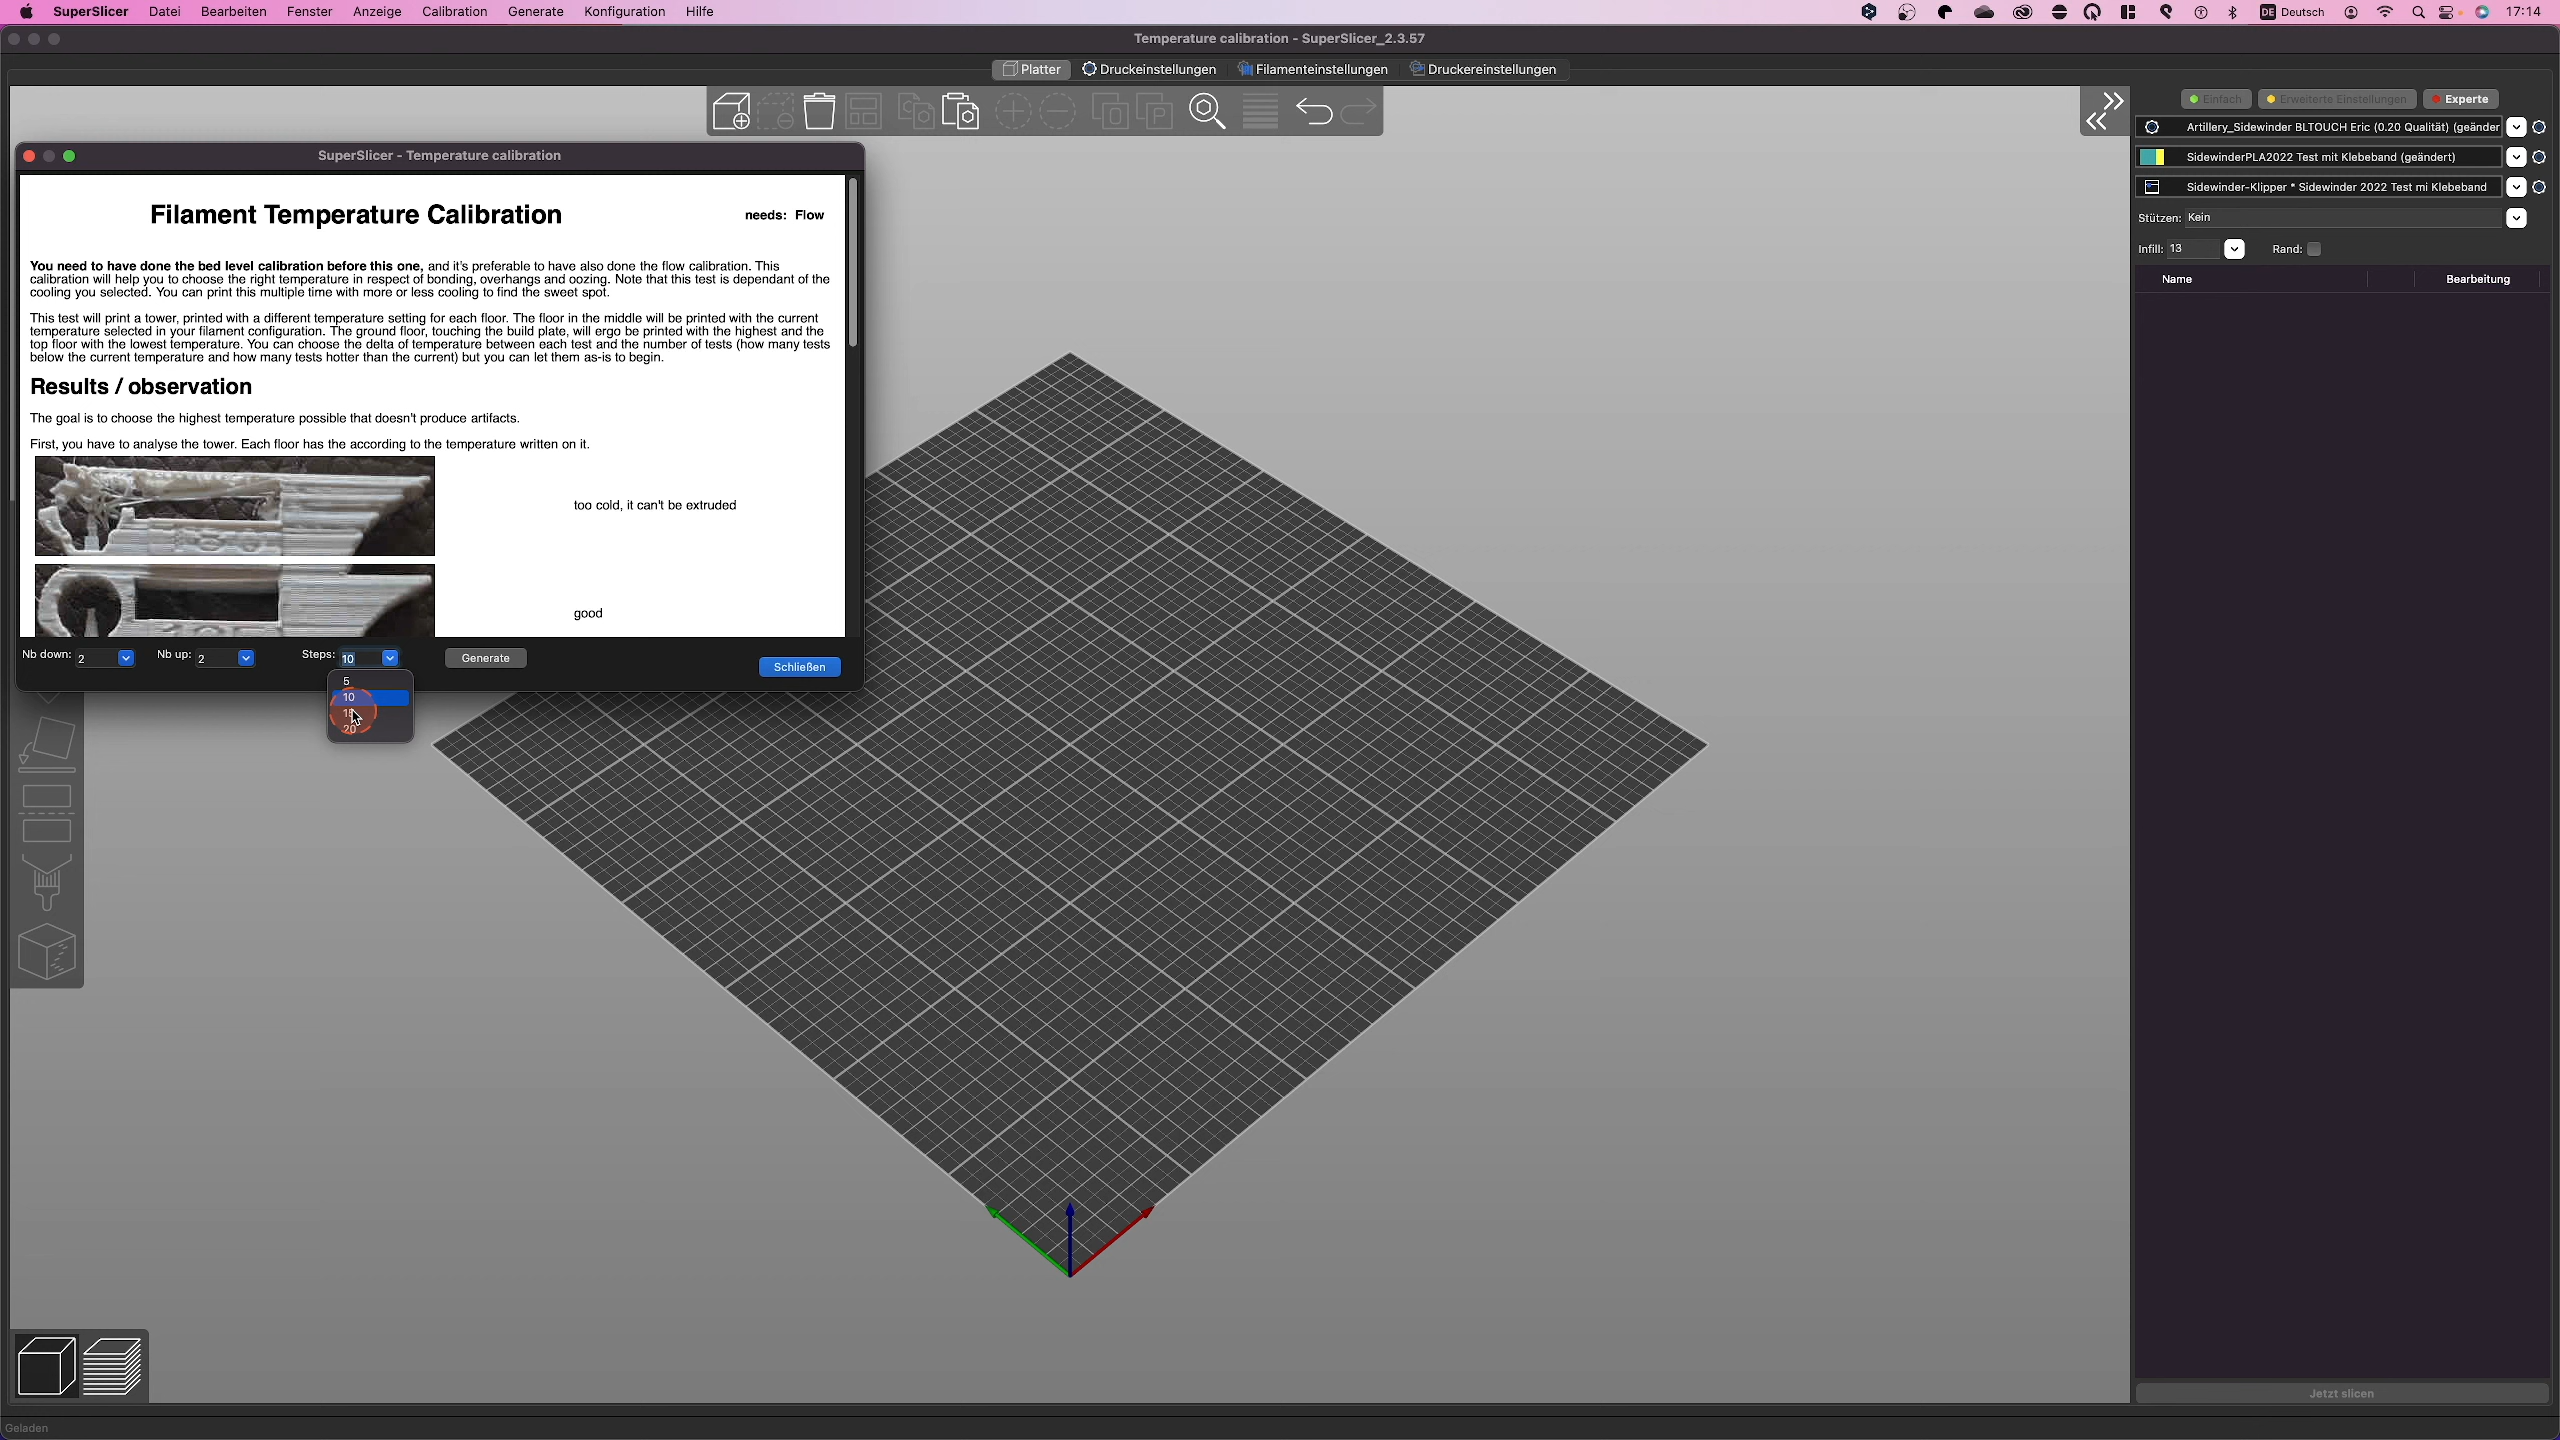 SuperSlicer Datei Bearbeiten Fenster Anzeige Calibration Generate Konfiguration Hilfe
DE Deutsch 17:14
Temperature calibration - SuperSlicer_2.3.57
Platter Druckeinstellungen Filamenteinstellungen Druckereinstellungen
Einfach Erweiterte Einstellungen Experte
Artillery_Sidewinder BLTOUCH Eric (0.20 Qualität) (geänder
SidewinderPLA2022 Test mit Klebeband (geändert)
Sidewinder-Klipper * Sidewinder 2022 Test mi Klebeband
Stützen: Kein
Infill: 13 Rand:
Name Bearbeitung
SuperSlicer - Temperature calibration
Filament Temperature Calibration
needs: Flow
You need to have done the bed level calibration before this one, and it's preferable to have also done the flow calibration. This
calibration will help you to choose the right temperature in respect of bonding, overhangs and oozing. Note that this test is dependant of the
cooling you selected. You can print this multiple time with more or less cooling to find the sweet spot.
This test will print a tower, printed with a different temperature setting for each floor. The floor in the middle will be printed with the current
temperature selected in your filament configuration. The ground floor, touching the build plate, will ergo be printed with the highest and the
top floor with the lowest temperature. You can choose the delta of temperature between each test and the number of tests (how many tests
below the current temperature and how many tests hotter than the current) but you can let them as-is to begin.
Results / observation
The goal is to choose the highest temperature possible that doesn't produce artifacts.
First, you have to analyse the tower. Each floor has the according to the temperature written on it.
too cold, it can't be extruded
good
Nb down: 2 Nb up: 2 Steps: 10 Generate
Schließen
5
10
20
Jetzt slicen
Geladen